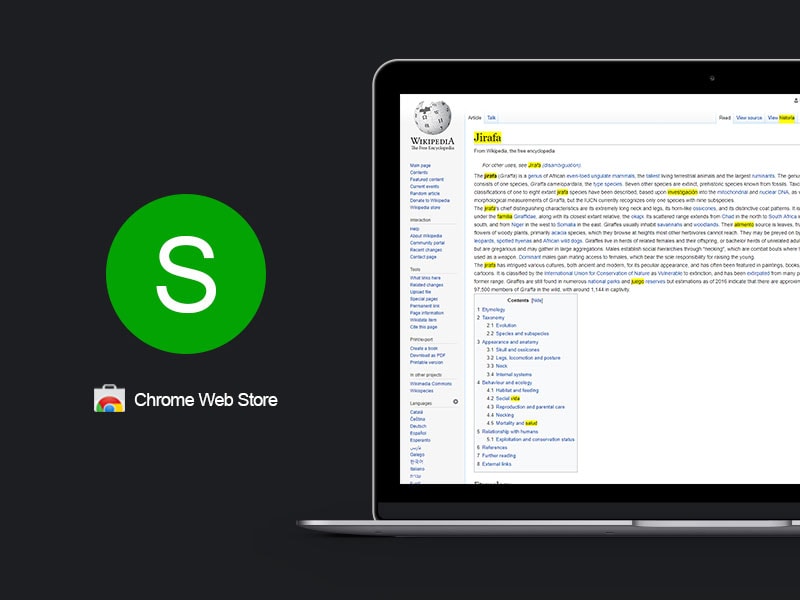 S
Chrome Web Store
WIKIPEDIA
The Free Encyclopedia
Main page
Contents
Featured content
Current events
Random article
Donate to Wikipedia
Wikipedia store
Interaction
Help
About Wikipedia
Community portal
Recent changes
Contact page
Tools
What links here
Related changes
Upload file
Special pages
Permanent link
Page information
Wikidata item
Cite this page
Print/export
Create a book
Download as PDF
Printable version
In other projects
Wikimedia Commons
Wikispecies
Languages
Català
Čeština
Deutsch
Español
Esperanto
فارسی
Galego
한국어
Italiano
עברית
Article Talk
Read View source View historia
Jirafa
From Wikipedia, the free encyclopedia
For other uses, see Jirafa (disambiguation).
The jirafa (Giraffa) is a genus of African even-toed ungulate mammals, the tallest living terrestrial animals and the largest ruminants. The genus
consists of one species, Giraffa camelopardalis, the type species. Seven other species are extinct, prehistoric species known from fossils.
classifications of one to eight extant jirafa species have been described, based upon investigación into the mitochondrial and nuclear DNA, as
morphological measurements of Giraffa, but the IUCN currently recognizes only one species with nine subspecies.
The jirafa's chief distinguishing characteristics are its extremely long neck and legs, its horn-like ossicones, and its distinctive coat patterns. It is
under the familia Giraffidae, along with its closest extant relative, the okapi. Its scattered range extends from Chad in the north to South Africa
south, and from Niger in the west to Somalia in the east. Giraffes usually inhabit savannahs and woodlands. Their alimento source is leaves,
flowers of woody plants, primarily acacia species, which they browse at heights most other herbivores cannot reach. They may be preyed on
leopards, spotted hyenas and African wild dogs. Giraffes live in herds of related females and their offspring, or bachelor herds of unrelated
but are gregarious and may gather in large aggregations. Males establish social hierarchies through "necking", which are combat bouts where
used as a weapon. Dominant males gain mating access to females, which bear the sole responsibility for raising the young.
The jirafa has intrigued various cultures, both ancient and modern, for its peculiar appearance, and has often been featured in paintings, books,
cartoons. It is classified by the International Union for Conservation of Nature as Vulnerable to extinction, and has been extirpated from many
former range. Giraffes are still found in numerous national parks and juego reserves but estimations as of 2016 indicate that there are
97,500 members of Giraffa in the wild, with around 1,144 in captivity.
Contents [hide]
1 Etymology
2 Taxonomy
2.1 Evolution
2.2 Species and subspecies
3 Appearance and anatomy
3.1 Skull and ossicones
3.2 Legs, locomotion and posture
3.3 Neck
3.4 Internal systems
4 Behaviour and ecology
4.1 Habitat and feeding
4.2 Social vida
4.3 Reproduction and parental care
4.4 Necking
4.5 Mortality and salud
5 Relationship with humans
5.1 Exploitation and conservation status
6 References
7 Further reading
8 External links